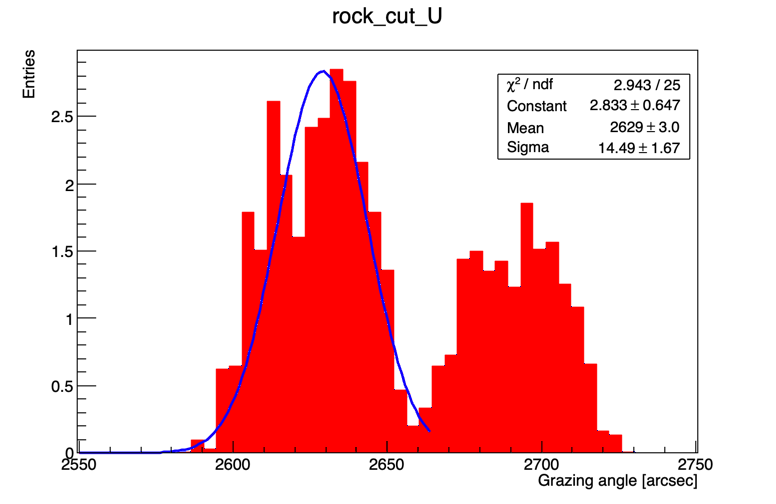 rock_cut_U
Entries
χ² / ndf 2.943 / 25
Constant 2.833 ± 0.647
Mean 2629 ± 3.0
Sigma 14.49 ± 1.67
2.5
2
1.5
1
0.5
0
2550 2600 2650 2700 2750
Grazing angle [arcsec]